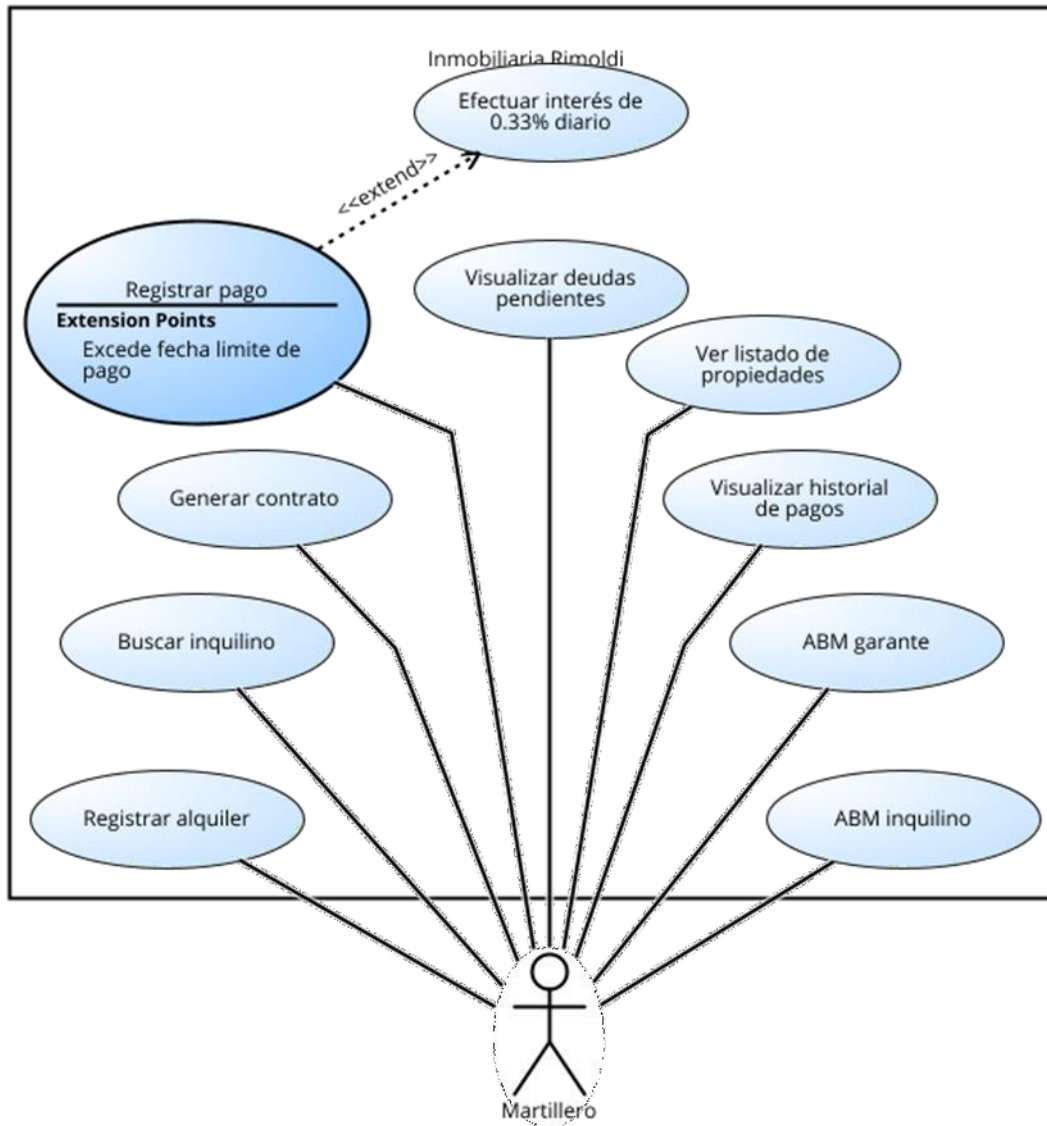 Inmobiliaria Rimoldi
Efectuar interés de
0.33% diario
<<extend>>
Registrar pago
Extension Points
Excede fecha limite de
pago
Visualizar deudas
pendientes
Ver listado de
propiedades
Generar contrato
Visualizar historial
de pagos
Buscar inquilino
ABM garante
Registrar alquiler
ABM inquilino
Martillero